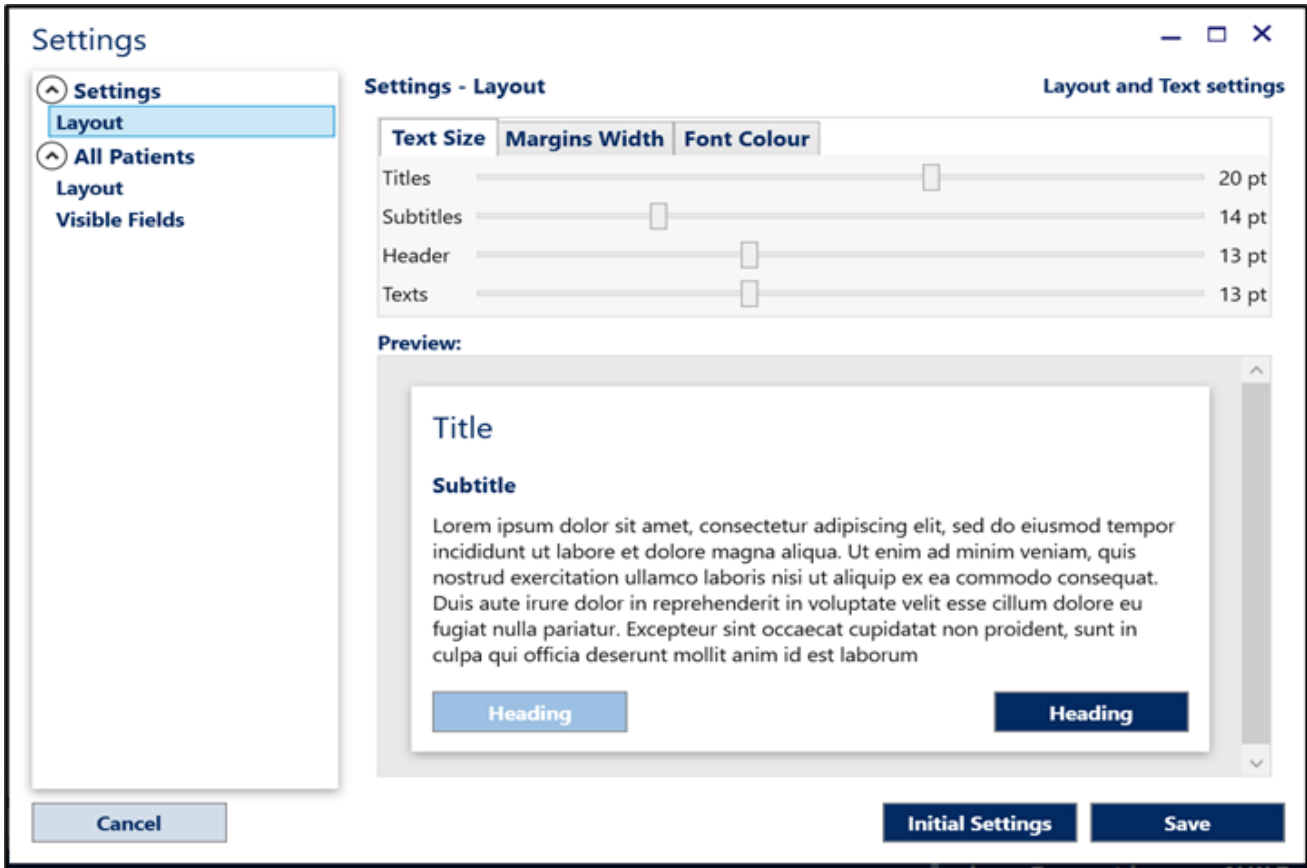 Settings
Settings
Layout
All Patients
Layout
Visible Fields
Settings - Layout
Layout and Text settings
Text Size
Margins Width
Font Colour
Titles 20 pt
Subtitles 14 pt
Header 13 pt
Texts 13 pt
Preview:
Title
Subtitle
Lorem ipsum dolor sit amet, consectetur adipiscing elit, sed do eiusmod tempor
incididunt ut labore et dolore magna aliqua. Ut enim ad minim veniam, quis
nostrud exercitation ullamco laboris nisi ut aliquip ex ea commodo consequat.
Duis aute irure dolor in reprehenderit in voluptate velit esse cillum dolore eu
fugiat nulla pariatur. Excepteur sint occaecat cupidatat non proident, sunt in
culpa qui officia deserunt mollit anim id est laborum
Heading
Heading
Cancel
Initial Settings
Save